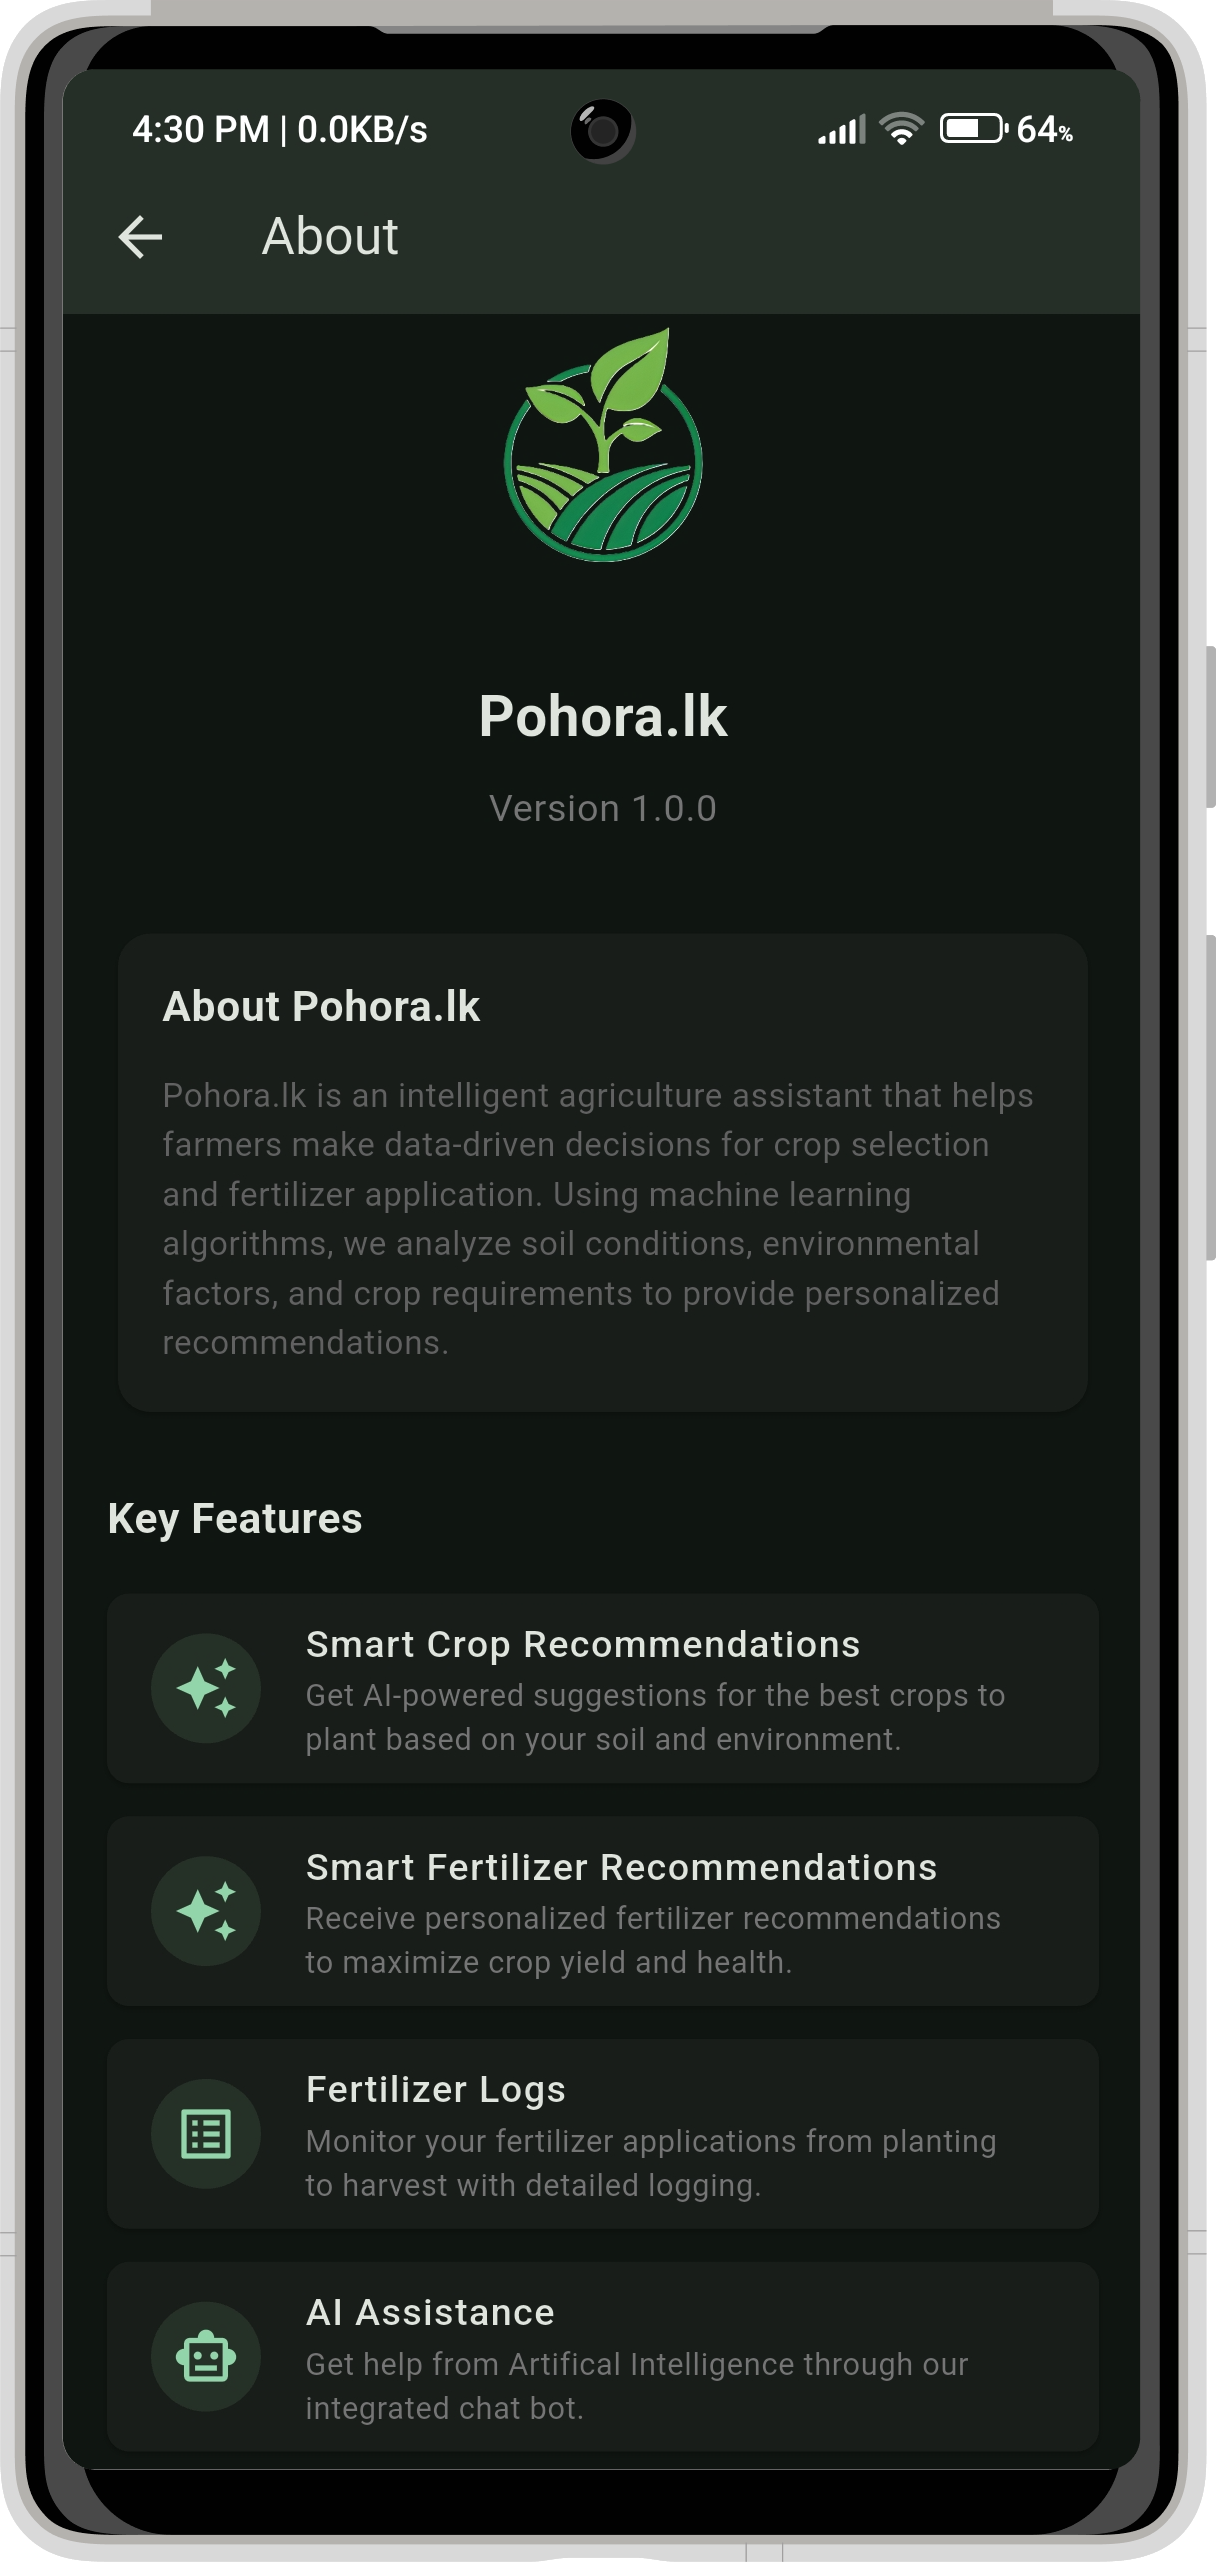 4:30 PM | 0.0KB/s 64%
About
Pohora.lk
Version 1.0.0
About Pohora.lk
Pohora.lk is an intelligent agriculture assistant that helps
farmers make data-driven decisions for crop selection
and fertilizer application. Using machine learning
algorithms, we analyze soil conditions, environmental
factors, and crop requirements to provide personalized
recommendations.
Key Features
Smart Crop Recommendations
Get AI-powered suggestions for the best crops to
plant based on your soil and environment.
Smart Fertilizer Recommendations
Receive personalized fertilizer recommendations
to maximize crop yield and health.
Fertilizer Logs
Monitor your fertilizer applications from planting
to harvest with detailed logging.
AI Assistance
Get help from Artifical Intelligence through our
integrated chat bot.